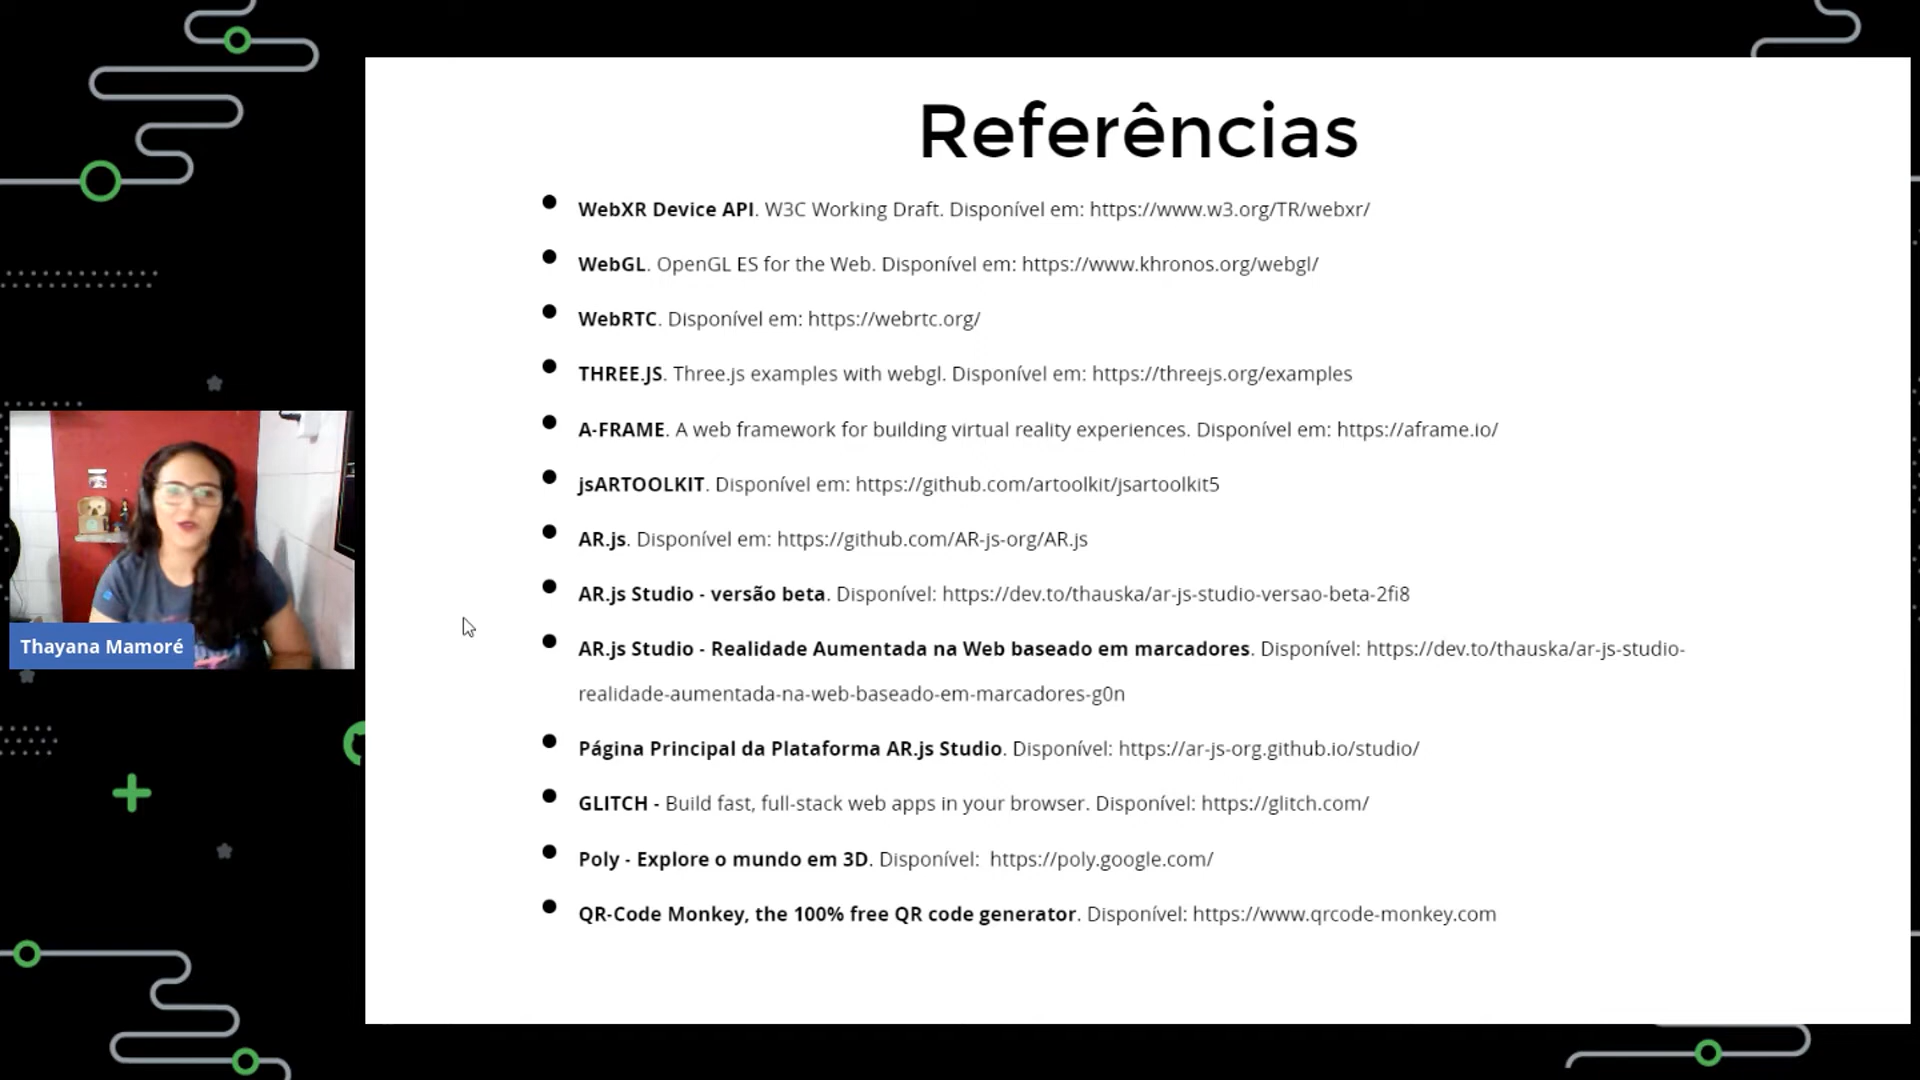 Referências
WebXR Device API. W3C Working Draft. Disponível em: https://www.w3.org/TR/webxr/
WebGL. OpenGL ES for the Web. Disponível em: https://www.khronos.org/webgl/
WebRTC. Disponível em: https://webrtc.org/
THREE.JS. Three.js examples with webgl. Disponível em: https://threejs.org/examples
A-FRAME. A web framework for building virtual reality experiences. Disponível em: https://aframe.io/
jsARTOOLKIT. Disponível em: https://github.com/artoolkit/jsartoolkit5
AR.js. Disponível em: https://github.com/AR-js-org/AR.js
AR.js Studio - versão beta. Disponível: https://dev.to/thauska/ar-js-studio-versao-beta-2fi8
AR.js Studio - Realidade Aumentada na Web baseado em marcadores. Disponível: https://dev.to/thauska/ar-js-studio-
realidade-aumentada-na-web-baseado-em-marcadores-g0n
Página Principal da Plataforma AR.js Studio. Disponível: https://ar-js-org.github.io/studio/
GLITCH - Build fast, full-stack web apps in your browser. Disponível: https://glitch.com/
Poly - Explore o mundo em 3D. Disponível:  https://poly.google.com/
QR-Code Monkey, the 100% free QR code generator. Disponível: https://www.qrcode-monkey.com
Thayana Mamoré